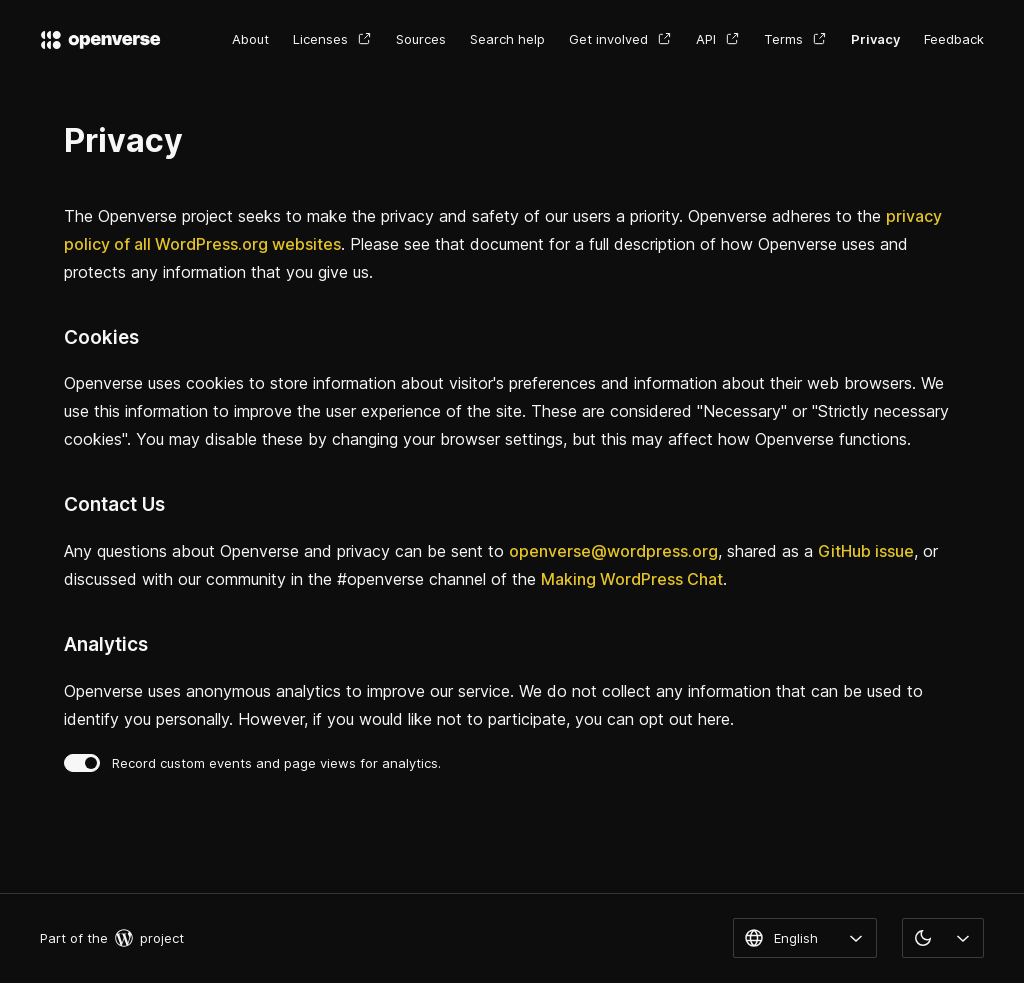 openverse
About Licenses Sources Search help Get involved API Terms Privacy Feedback
Privacy
The Openverse project seeks to make the privacy and safety of our users a priority. Openverse adheres to the privacy
policy of all WordPress.org websites. Please see that document for a full description of how Openverse uses and
protects any information that you give us.
Cookies
Openverse uses cookies to store information about visitor's preferences and information about their web browsers. We
use this information to improve the user experience of the site. These are considered "Necessary" or "Strictly necessary
cookies". You may disable these by changing your browser settings, but this may affect how Openverse functions.
Contact Us
Any questions about Openverse and privacy can be sent to openverse@wordpress.org, shared as a GitHub issue, or
discussed with our community in the #openverse channel of the Making WordPress Chat.
Analytics
Openverse uses anonymous analytics to improve our service. We do not collect any information that can be used to
identify you personally. However, if you would like not to participate, you can opt out here.
Record custom events and page views for analytics.
Part of the project
English